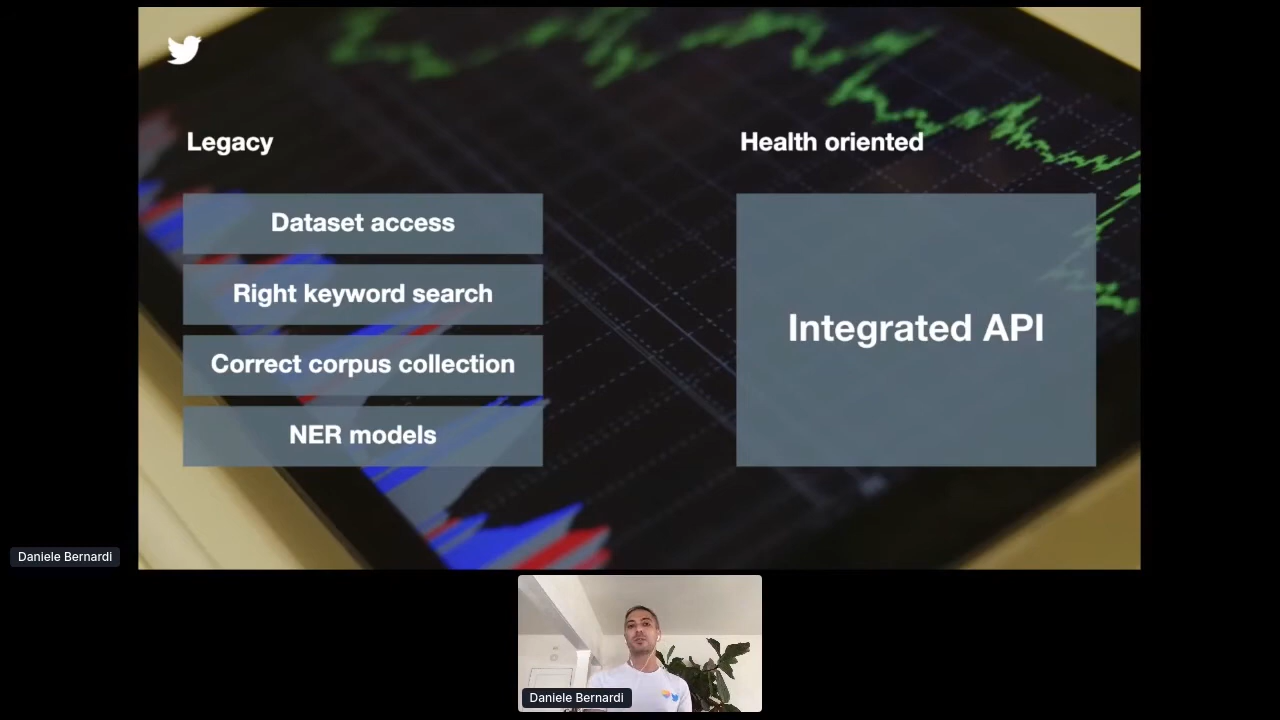 Legacy
Health oriented
Dataset access
Right keyword search
Correct corpus collection
NER models
Integrated API
Daniele Bernardi
Daniele Bernardi